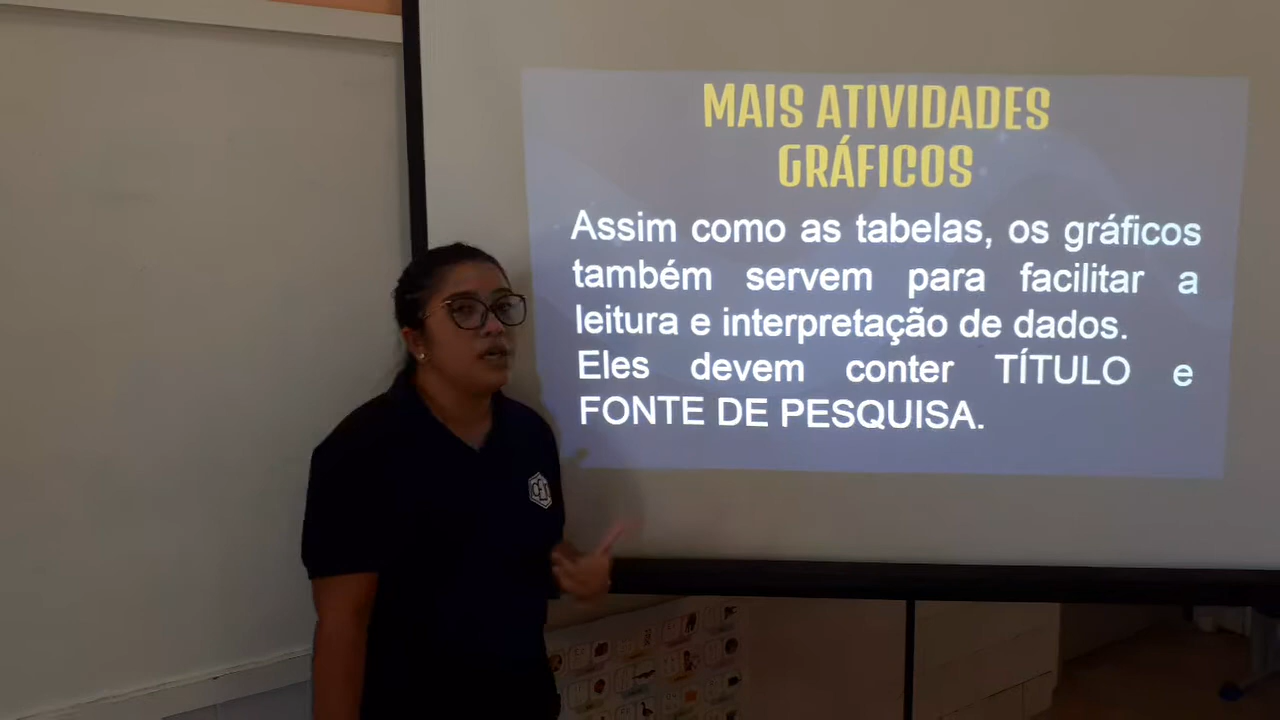 MAIS ATIVIDADES
GRÁFICOS
Assim como as tabelas, os gráficos
também servem para facilitar a
leitura e interpretação de dados.
Eles devem conter TÍTULO e
FONTE DE PESQUISA.